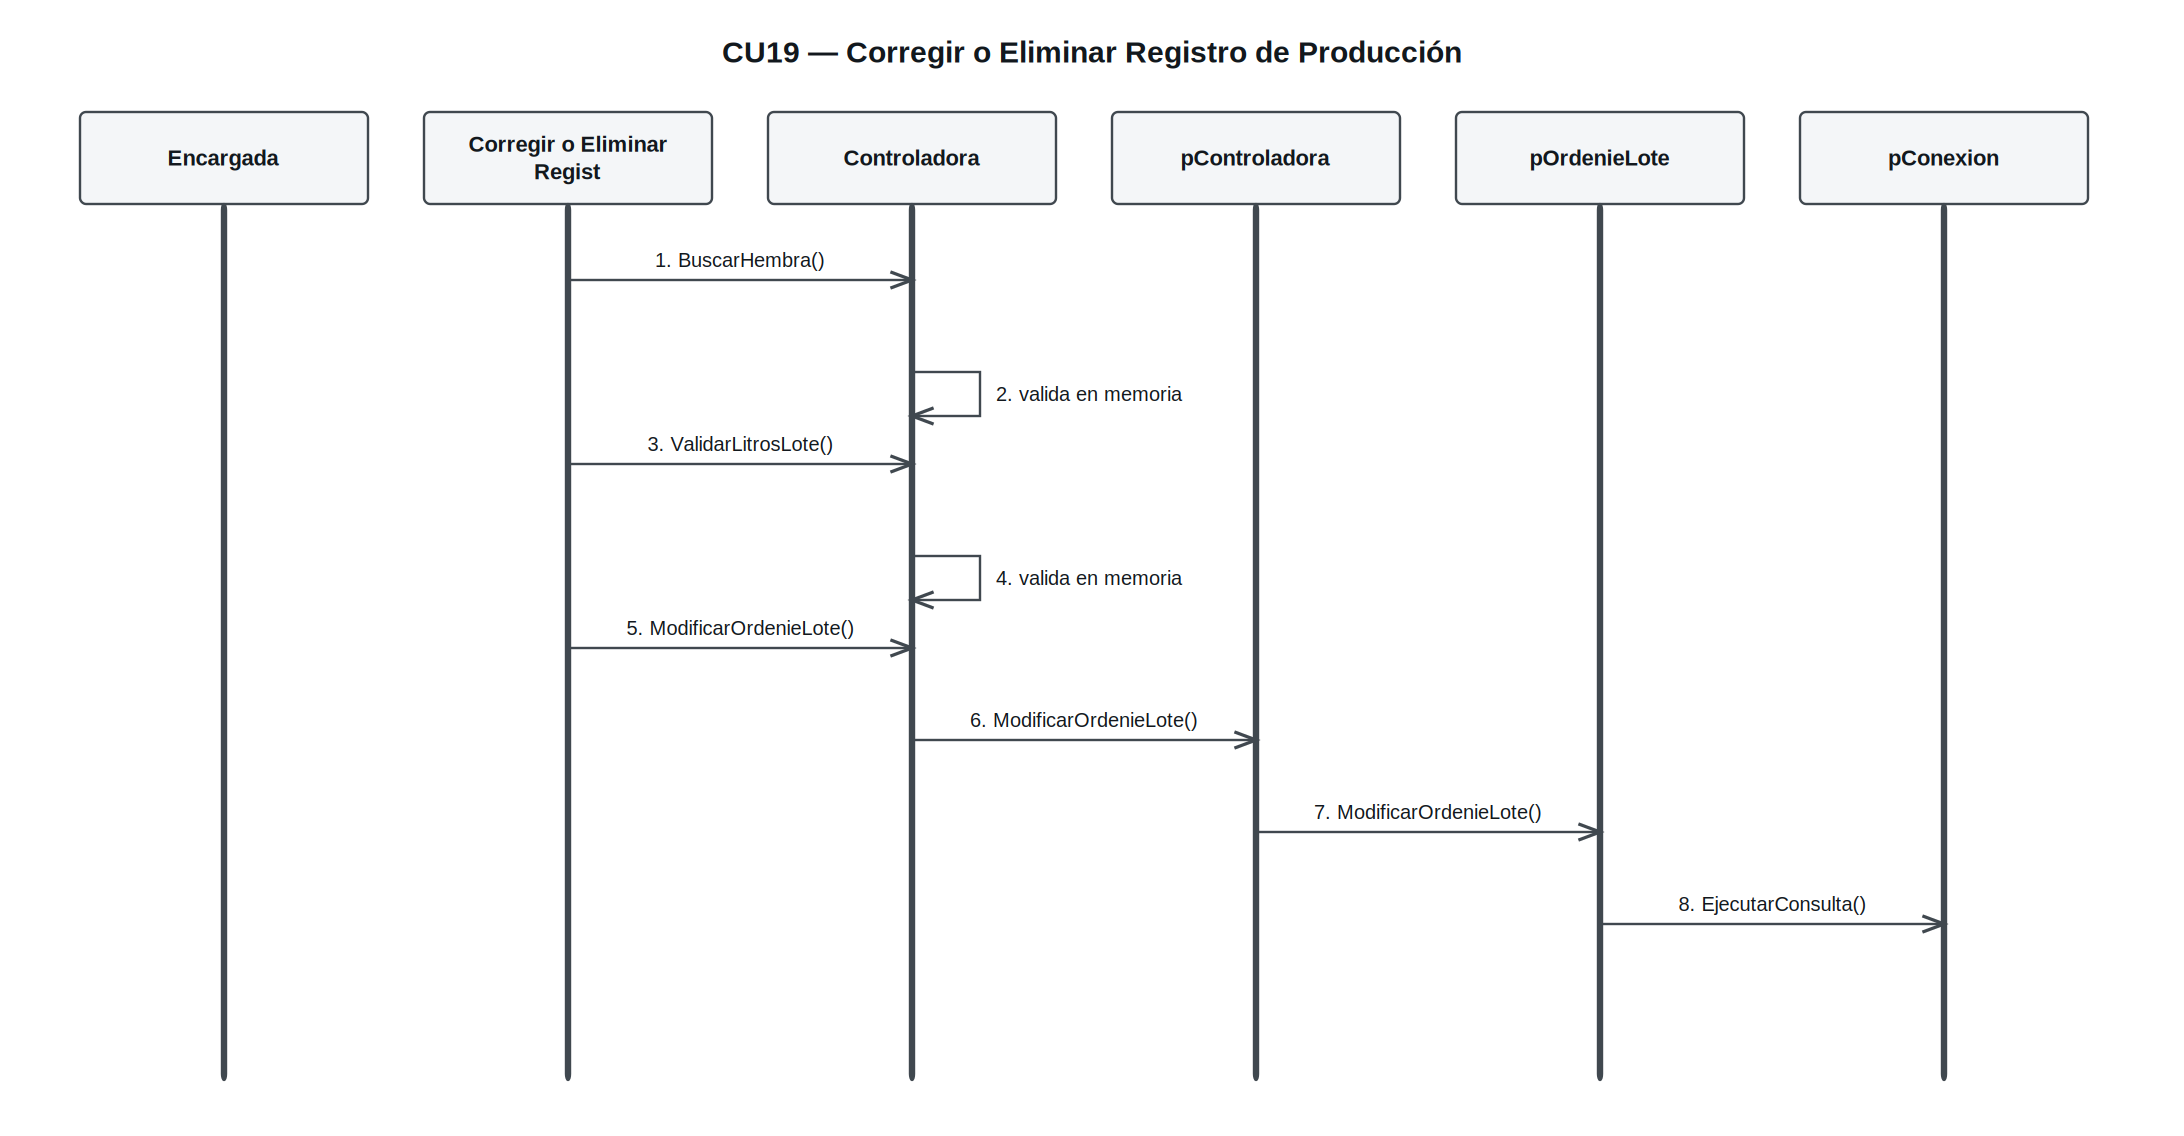 CU19 — Corregir o Eliminar Registro de Producción
Encargada
Corregir o Eliminar
Regist
Controladora
pControladora
pOrdenieLote
pConexion
1. BuscarHembra()
2. valida en memoria
3. ValidarLitrosLote()
4. valida en memoria
5. ModificarOrdenieLote()
6. ModificarOrdenieLote()
7. ModificarOrdenieLote()
8. EjecutarConsulta()